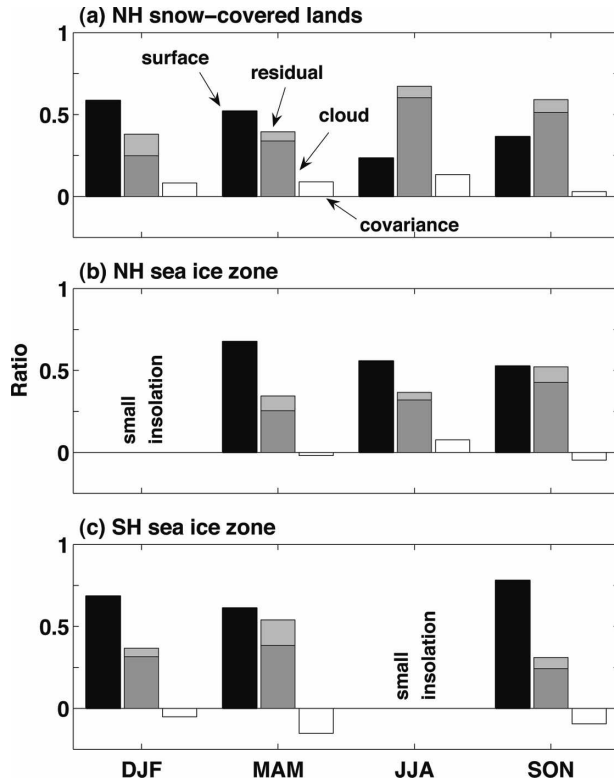 (a) NH snow-covered lands
1
surface
residual
0.5
cloud
0
covariance
(b) NH sea ice zone
1
Ratio
0.5
small
insolation
0
(c) SH sea ice zone
1
0.5
small
insolation
0
DJF MAM JJA SON